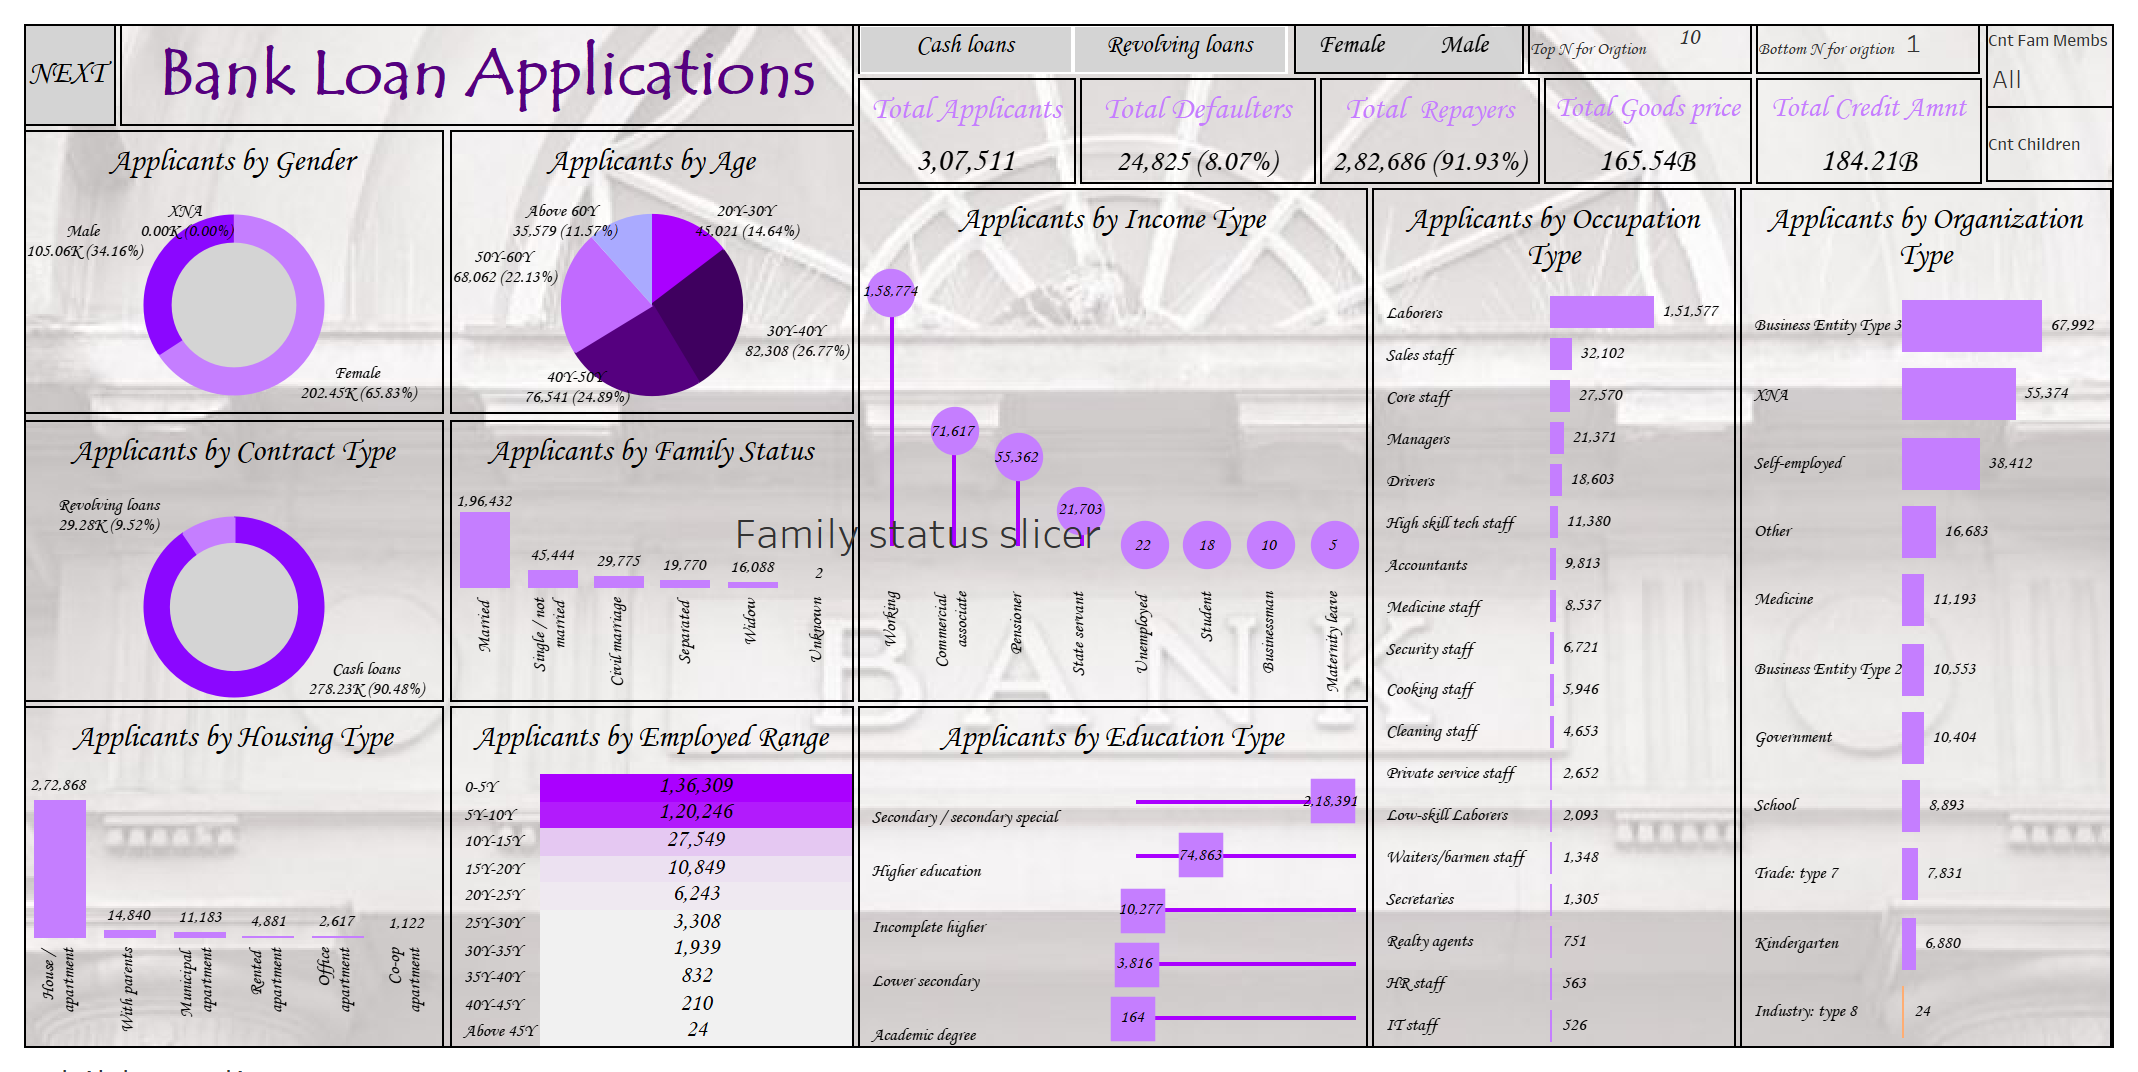 NEXT
Bank Loan Applications
Cash loans
Revolving loans
Female
Male
Top N for Orgtion
10
Bottom N for orgtion
1
Cnt Fam Membs
All
Cnt Children
Total Applicants
3,07,511
Total Defaulters
24,825 (8.07%)
Total Repayers
2,82,686 (91.93%)
Total Goods price
165.54B
Total Credit Amnt
184.21B
Applicants by Gender
XNA
0.00K (0.00%)
Male
105.06K (34.16%)
Female
202.45K (65.83%)
Applicants by Age
Above 60Y
35,579 (11.57%)
20Y-30Y
45,021 (14.64%)
50Y-60Y
68,062 (22.13%)
30Y-40Y
82,308 (26.77%)
40Y-50Y
76,541 (24.89%)
Applicants by Contract Type
Revolving loans
29.28K (9.52%)
Cash loans
278.23K (90.48%)
Applicants by Family Status
1,96,432
45,444
29,775
19,770
16,088
2
Married
Single / not
married
Civil marriage
Separated
Widow
Unknown
Family status slicer
Applicants by Income Type
1,58,774
71,617
55,362
21,703
22
18
10
5
Working
Commercial
associate
Pensioner
State servant
Unemployed
Student
Businessman
Maternity leave
BANK
Applicants by Housing Type
2,72,868
14,840
11,183
4,881
2,617
1,122
House /
apartment
With parents
Municipal
apartment
Rented
apartment
Office
apartment
Co-op
apartment
Applicants by Employed Range
0-5Y 1,36,309
5Y-10Y 1,20,246
10Y-15Y 27,549
15Y-20Y 10,849
20Y-25Y 6,243
25Y-30Y 3,308
30Y-35Y 1,939
35Y-40Y 832
40Y-45Y 210
Above 45Y 24
Applicants by Education Type
Secondary / secondary special 2,18,391
Higher education 74,863
Incomplete higher 10,277
Lower secondary 3,816
Academic degree 164
Applicants by Occupation
Type
Laborers 1,51,577
Sales staff 32,102
Core staff 27,570
Managers 21,371
Drivers 18,603
High skill tech staff 11,380
Accountants 9,813
Medicine staff 8,537
Security staff 6,721
Cooking staff 5,946
Cleaning staff 4,653
Private service staff 2,652
Low-skill Laborers 2,093
Waiters/barmen staff 1,348
Secretaries 1,305
Realty agents 751
HR staff 563
IT staff 526
Applicants by Organization
Type
Business Entity Type 3 67,992
XNA 55,374
Self-employed 38,412
Other 16,683
Medicine 11,193
Business Entity Type 2 10,553
Government 10,404
School 8,893
Trade: type 7 7,831
Kindergarten 6,880
Industry: type 8 24